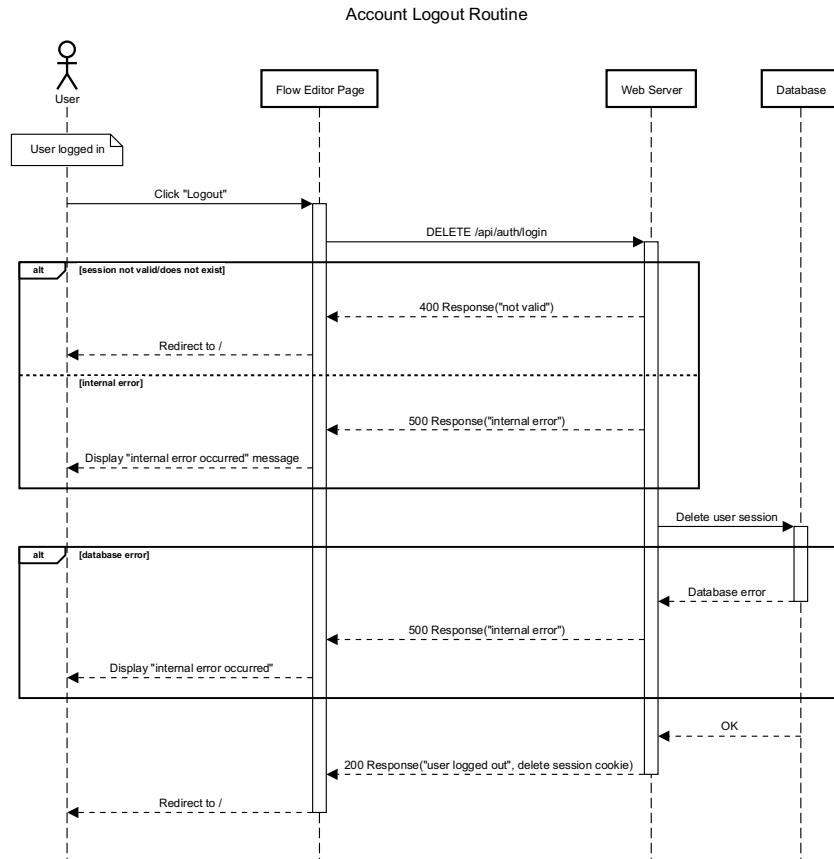 Account Logout Routine
User
Flow Editor Page
Web Server
Database
User logged in
Click "Logout"
DELETE /api/auth/login
alt
[session not valid/does not exist]
400 Response("not valid")
Redirect to /
[internal error]
500 Response("internal error")
Display "internal error occurred" message
Delete user session
alt
[database error]
Database error
500 Response("internal error")
Display "internal error occurred"
OK
200 Response("user logged out", delete session cookie)
Redirect to /